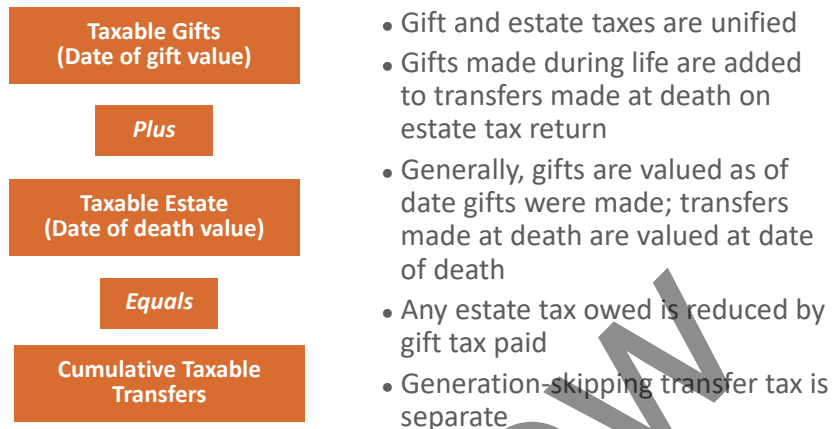 Taxable Gifts
(Date of gift value)
Plus
Taxable Estate
(Date of death value)
Equals
Cumulative Taxable
Transfers
• Gift and estate taxes are unified
• Gifts made during life are added
to transfers made at death on
estate tax return
• Generally, gifts are valued as of
date gifts were made; transfers
made at death are valued at date
of death
• Any estate tax owed is reduced by
gift tax paid
• Generation-skipping transfer tax is
separate